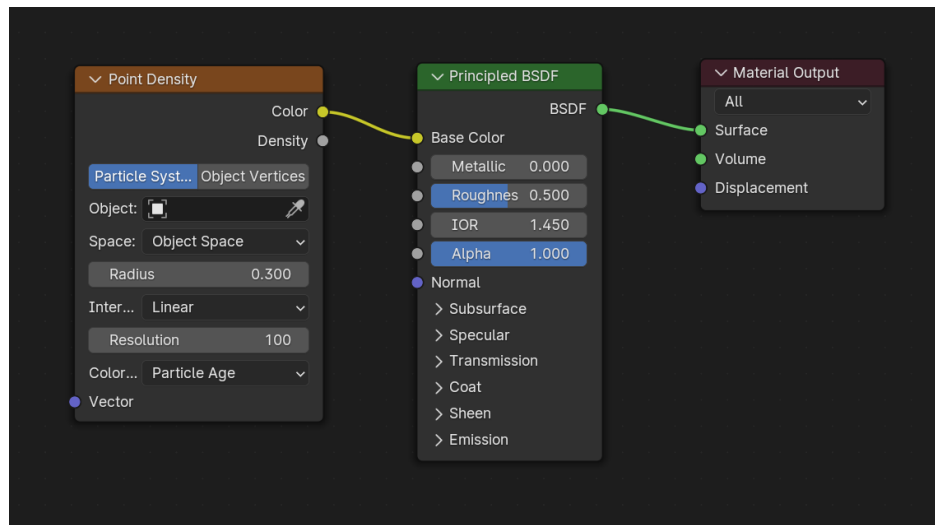 Point Density
Color
Density
Particle Syst... Object Vertices
Object:
Space: Object Space
Radius 0.300
Inter... Linear
Resolution 100
Color... Particle Age
Vector
Principled BSDF
BSDF
Base Color
Metallic 0.000
Roughnes 0.500
IOR 1.450
Alpha 1.000
Normal
Subsurface
Specular
Transmission
Coat
Sheen
Emission
Material Output
All
Surface
Volume
Displacement